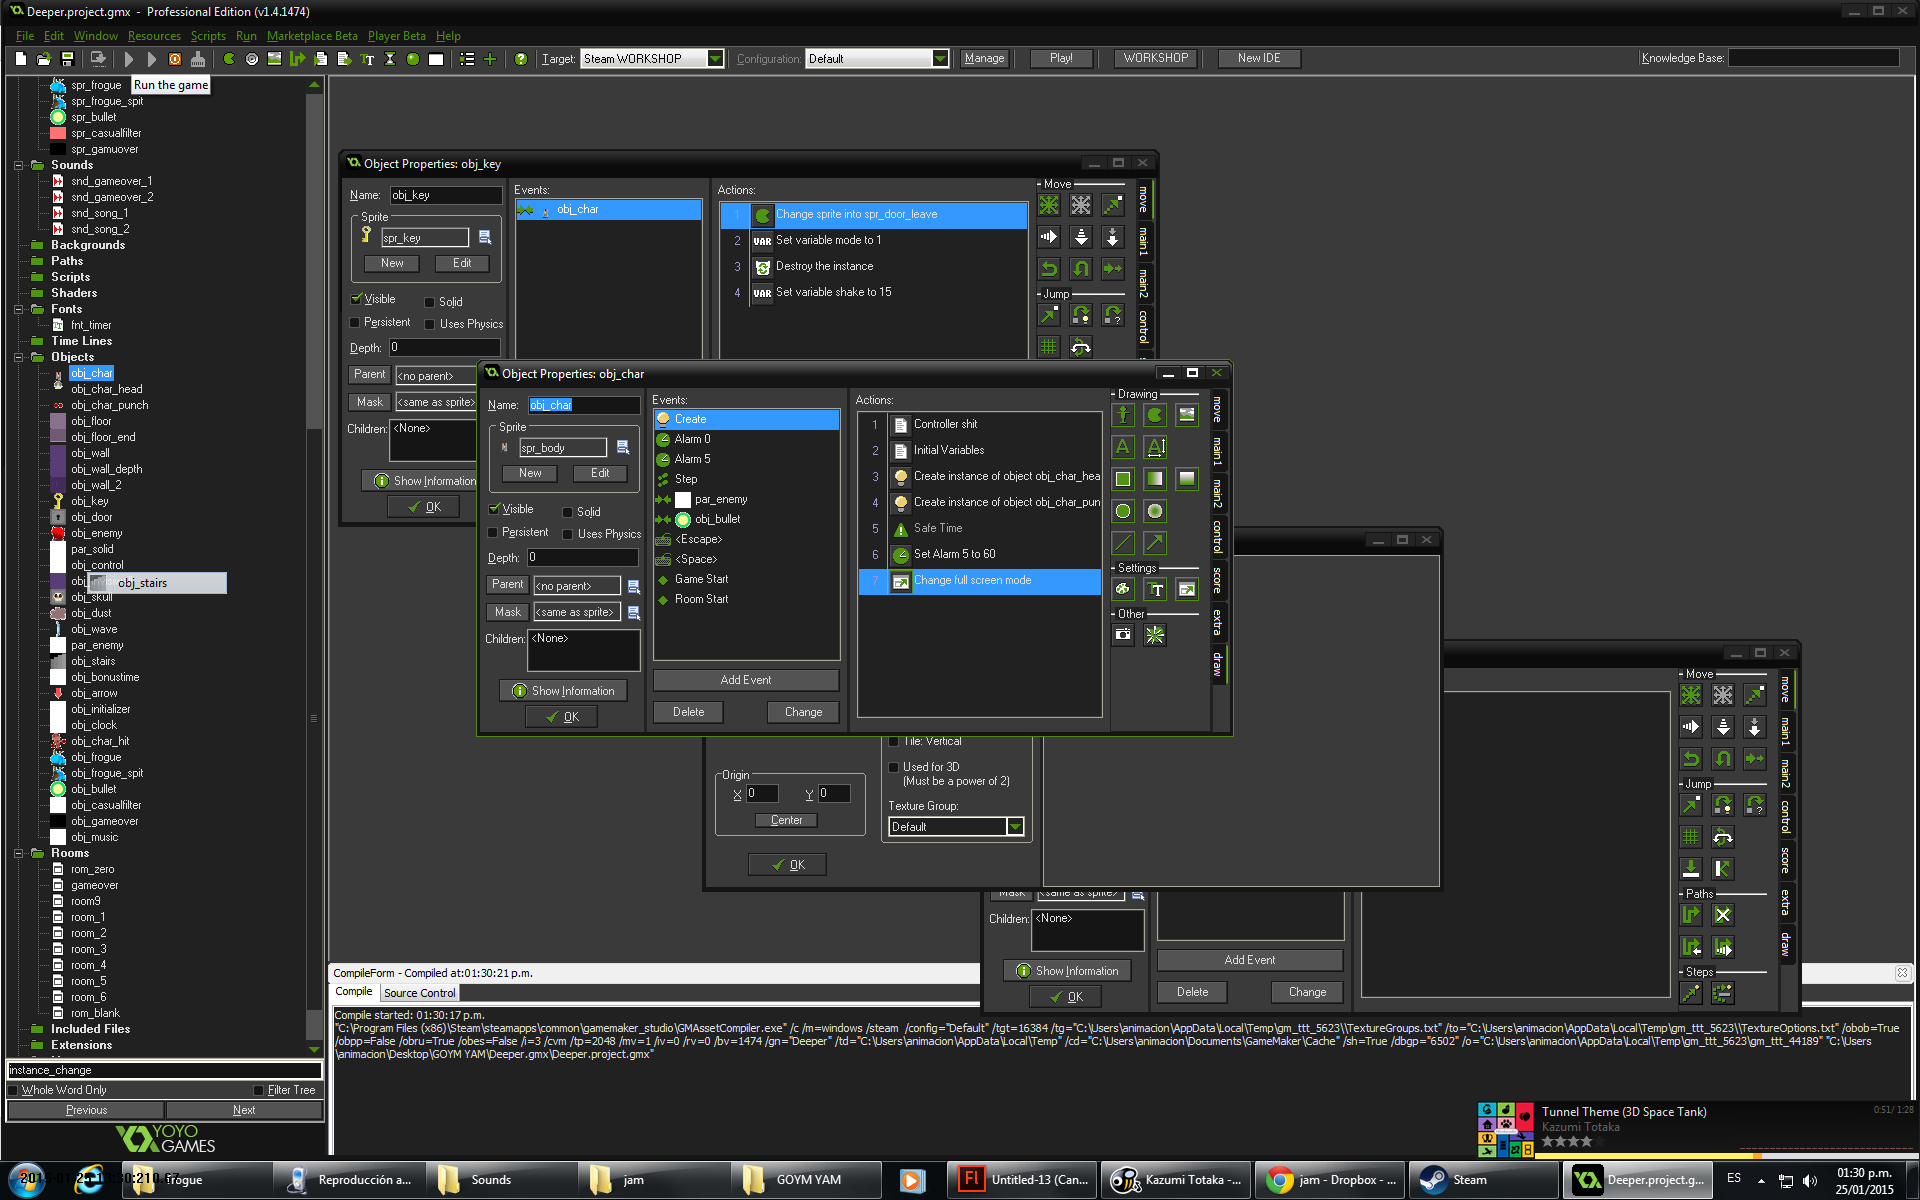 Deeper.project.gmx - Professional Edition (v1.4.1474)
File Edit Window Resources Scripts Run Marketplace Beta Player Beta Help
Target: Steam WORKSHOP Configuration: Default Manage Play! WORKSHOP New IDE Knowledge Base:
Run the game
spr_frogue
spr_frogue_spit
spr_bullet
spr_casualfilter
spr_gamuover
Sounds
snd_gameover_1
snd_gameover_2
snd_song_1
snd_song_2
Backgrounds
Paths
Scripts
Shaders
Fonts
fnt_timer
Time Lines
Objects
obj_char
obj_char_head
obj_char_punch
obj_floor
obj_floor_end
obj_wall
obj_wall_depth
obj_wall_2
obj_key
obj_door
obj_enemy
par_solid
obj_control
obj_stairs
obj_skull
obj_dust
obj_wave
par_enemy
obj_stairs
obj_bonustime
obj_arrow
obj_initializer
obj_clock
obj_char_hit
obj_frogue
obj_frogue_spit
obj_bullet
obj_casualfilter
obj_gameover
obj_music
Rooms
rom_zero
gameover
room9
room_1
room_2
room_3
room_4
room_5
room_6
rom_blank
Included Files
Extensions
instance_change
Whole Word Only Filter Tree
Previous Next
YOYO GAMES
Object Properties: obj_key
Name: obj_key
Sprite
spr_key
New Edit
Visible Solid
Persistent Uses Physics
Depth: 0
Parent <no parent>
Mask <same as sprite>
Children: <None>
Show Information
OK
Events:
obj_char
Actions:
1 Change sprite into spr_door_leave
2 VAR Set variable mode to 1
3 Destroy the instance
4 VAR Set variable shake to 15
Move
Jump
move
main1
main2
control
Object Properties: obj_char
Name: obj_char
Sprite
spr_body
New Edit
Visible Solid
Persistent Uses Physics
Depth: 0
Parent <no parent>
Mask <same as sprite>
Children: <None>
Show Information
OK
Events:
Create
Alarm 0
Alarm 5
Step
par_enemy
obj_bullet
<Escape>
<Space>
Game Start
Room Start
Add Event
Delete Change
Actions:
1 Controller shit
2 Initial Variables
3 Create instance of object obj_char_hea
4 Create instance of object obj_char_pun
5 Safe Time
6 Set Alarm 5 to 60
7 Change full screen mode
Drawing
Settings
Other
move
main1
main2
control
score
extra
draw
Tile: Vertical
Used for 3D
(Must be a power of 2)
Texture Group:
Default
Origin
X 0 Y 0
Center
OK
Mask <same as sprite>
Children: <None>
Show Information
OK
Add Event
Delete Change
Move
Jump
Paths
Steps
move
main1
main2
control
score
extra
draw
CompileForm - Compiled at:01:30:21 p.m.
Compile Source Control
Compile started: 01:30:17 p.m.
"C:\Program Files (x86)\Steam\steamapps\common\gamemaker_studio\GMAssetCompiler.exe" /c /m=windows /steam /config="Default" /tgt=16384 /tg="C:\Users\animacion\AppData\Local\Temp\gm_ttt_5623\\TextureGroups.txt" /to="C:\Users\animacion\AppData\Local\Temp\gm_ttt_5623\\TextureOptions.txt" /obob=True
/obpp=False /obru=True /obes=False /i=3 /cvm /tp=2048 /mv=1 /iv=0 /rv=0 /bv=1474 /gn="Deeper" /td="C:\Users\animacion\AppData\Local\Temp" /cd="C:\Users\animacion\Documents\GameMaker\Cache" /sh=True /dbgp="6502" /o="C:\Users\animacion\AppData\Local\Temp\gm_ttt_5623\gm_ttt_44189" "C:\Users
\animacion\Desktop\GOYM YAM\Deeper.gmx\Deeper.project.gmx"
Tunnel Theme (3D Space Tank) 0:51/ 1:28
Kazumi Totaka
frogue Reproducción a... Sounds jam GOYM YAM Untitled-13 (Can... Kazumi Totaka -... jam - Dropbox - ... Steam Deeper.project.g... ES
01:30 p.m.
25/01/2015